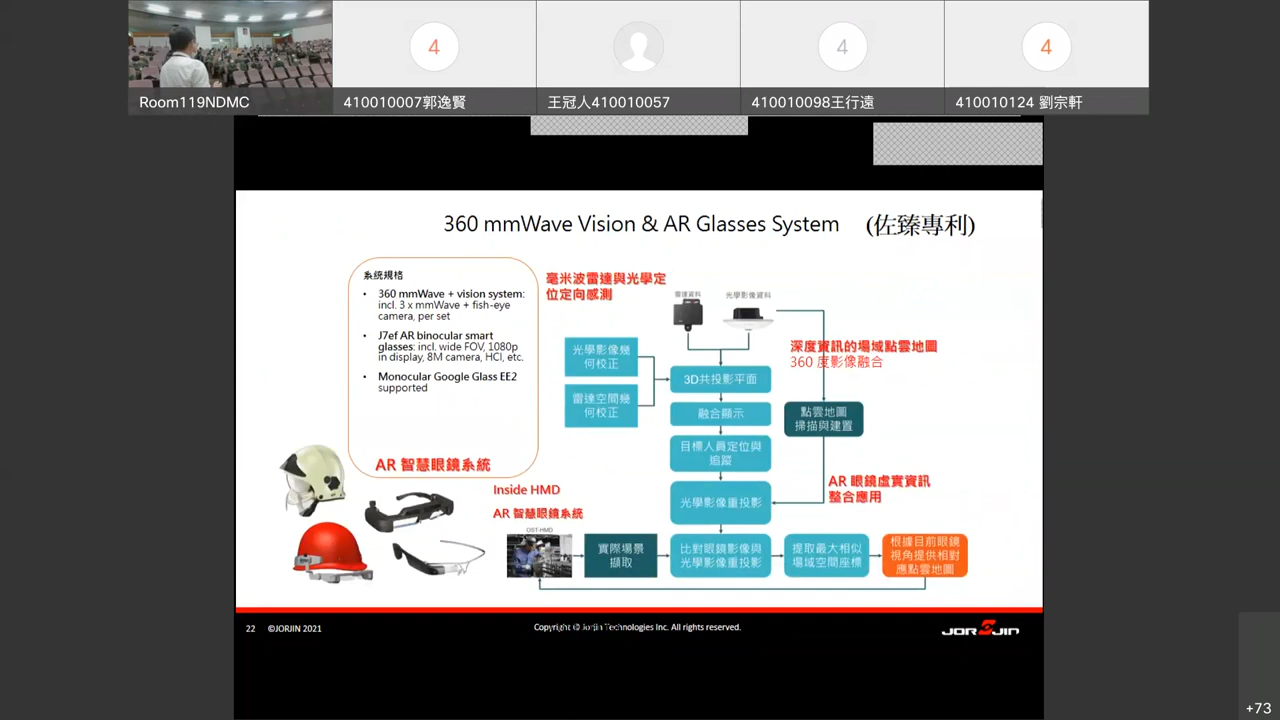 4
4
4
Room119NDMC
410010007郭逸賢
王冠人410010057
410010098王行遠
410010124 劉宗軒
360 mmWave Vision & AR Glasses System (佐臻專利)
系統規格
• 360 mmWave + vision system:
incl. 3 x mmWave + fish-eye
camera, per set
• J7ef AR binocular smart
glasses: incl. wide FOV, 1080p
in display, 8M camera, HCI, etc.
• Monocular Google Glass EE2
supported
AR 智慧眼鏡系統
毫米波雷達與光學定
位定向感測
雷達資料
光學影像資料
光學影像幾
何校正
雷達空間幾
何校正
3D共投影平面
融合顯示
目標人員定位與
追蹤
光學影像重投影
深度資訊的場域點雲地圖
360 度影像融合
點雲地圖
掃描與建置
AR 眼鏡虛實資訊
整合應用
Inside HMD
AR 智慧眼鏡系統
OST-HMD
實際場景
擷取
比對眼鏡影像與
光學影像重投影
提取最大相似
場域空間座標
根據目前眼鏡
視角提供相對
應點雲地圖
22 ©JORJIN 2021
Copyright © Jorjin Technologies Inc. All rights reserved.
JORJIN
+73